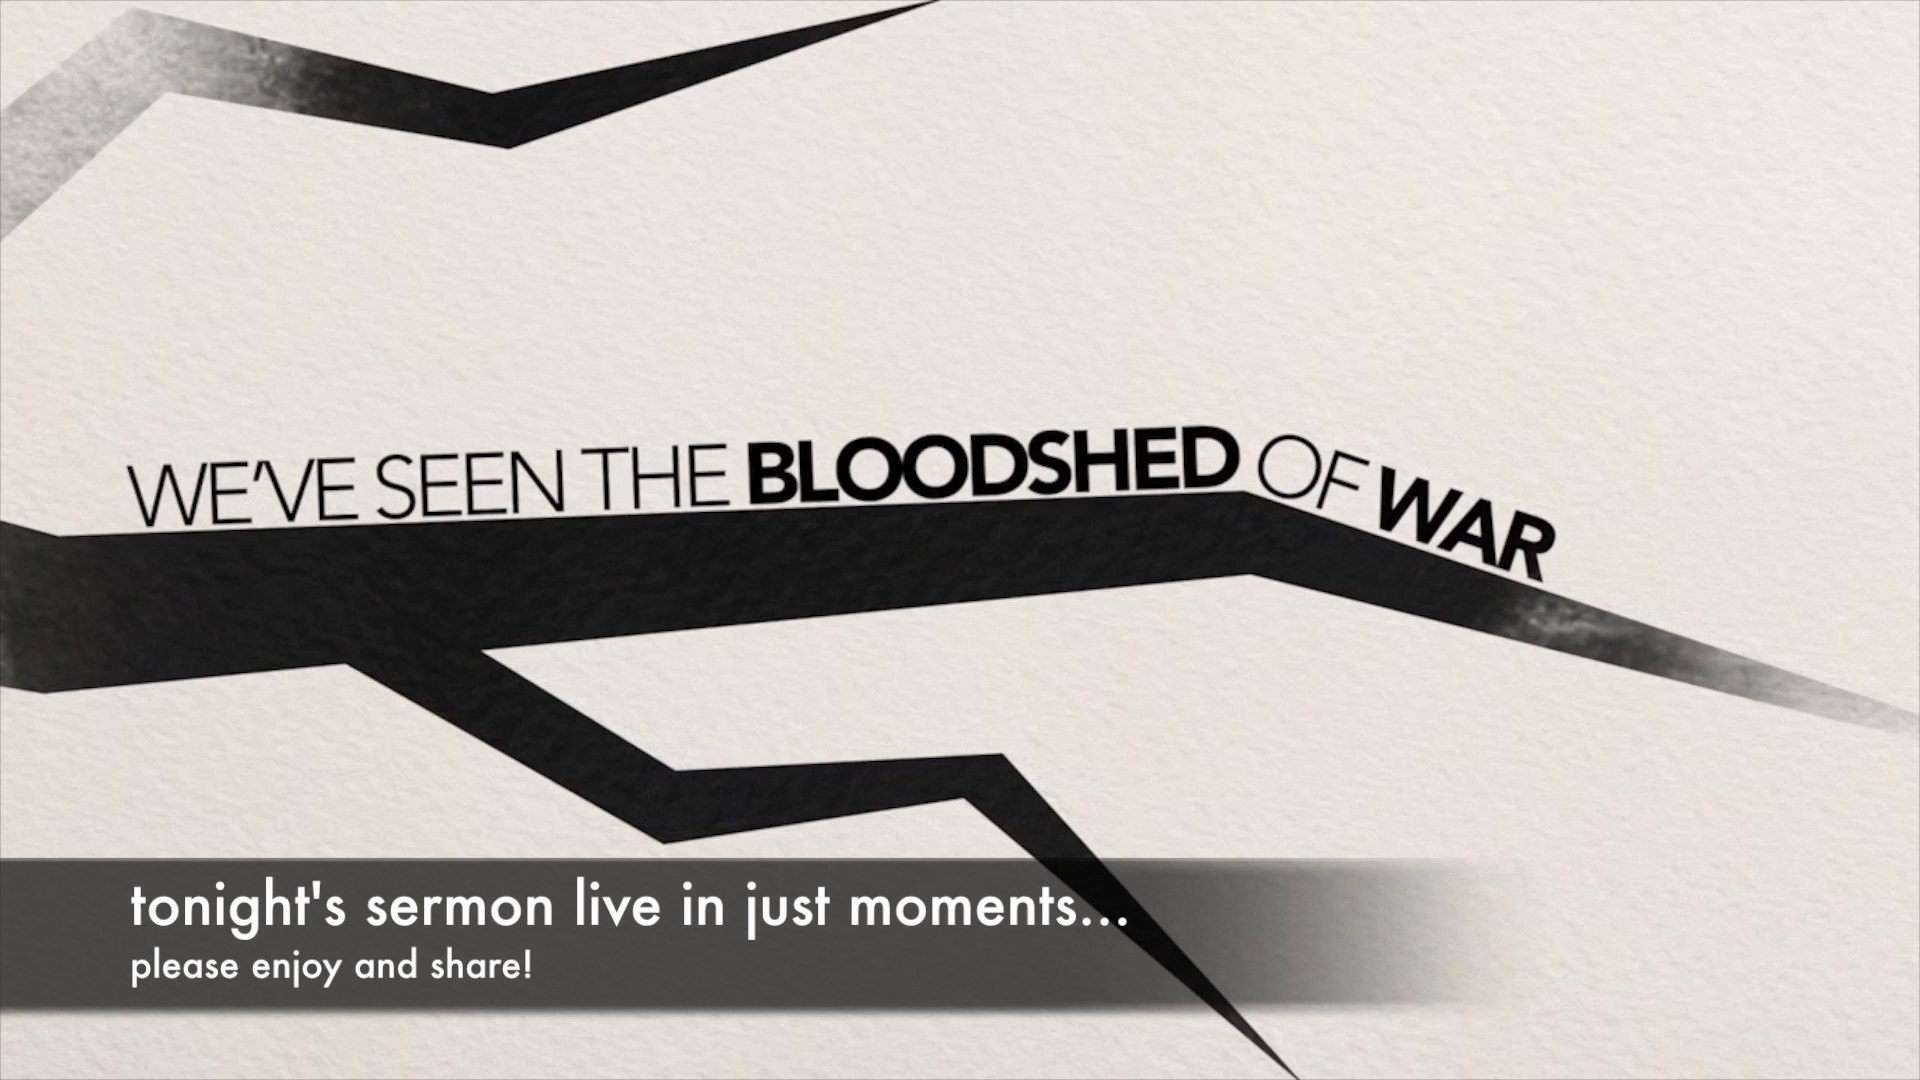 WE'VE SEEN THE BLOODSHED OF WAR
tonight's sermon live in just moments...
please enjoy and share!